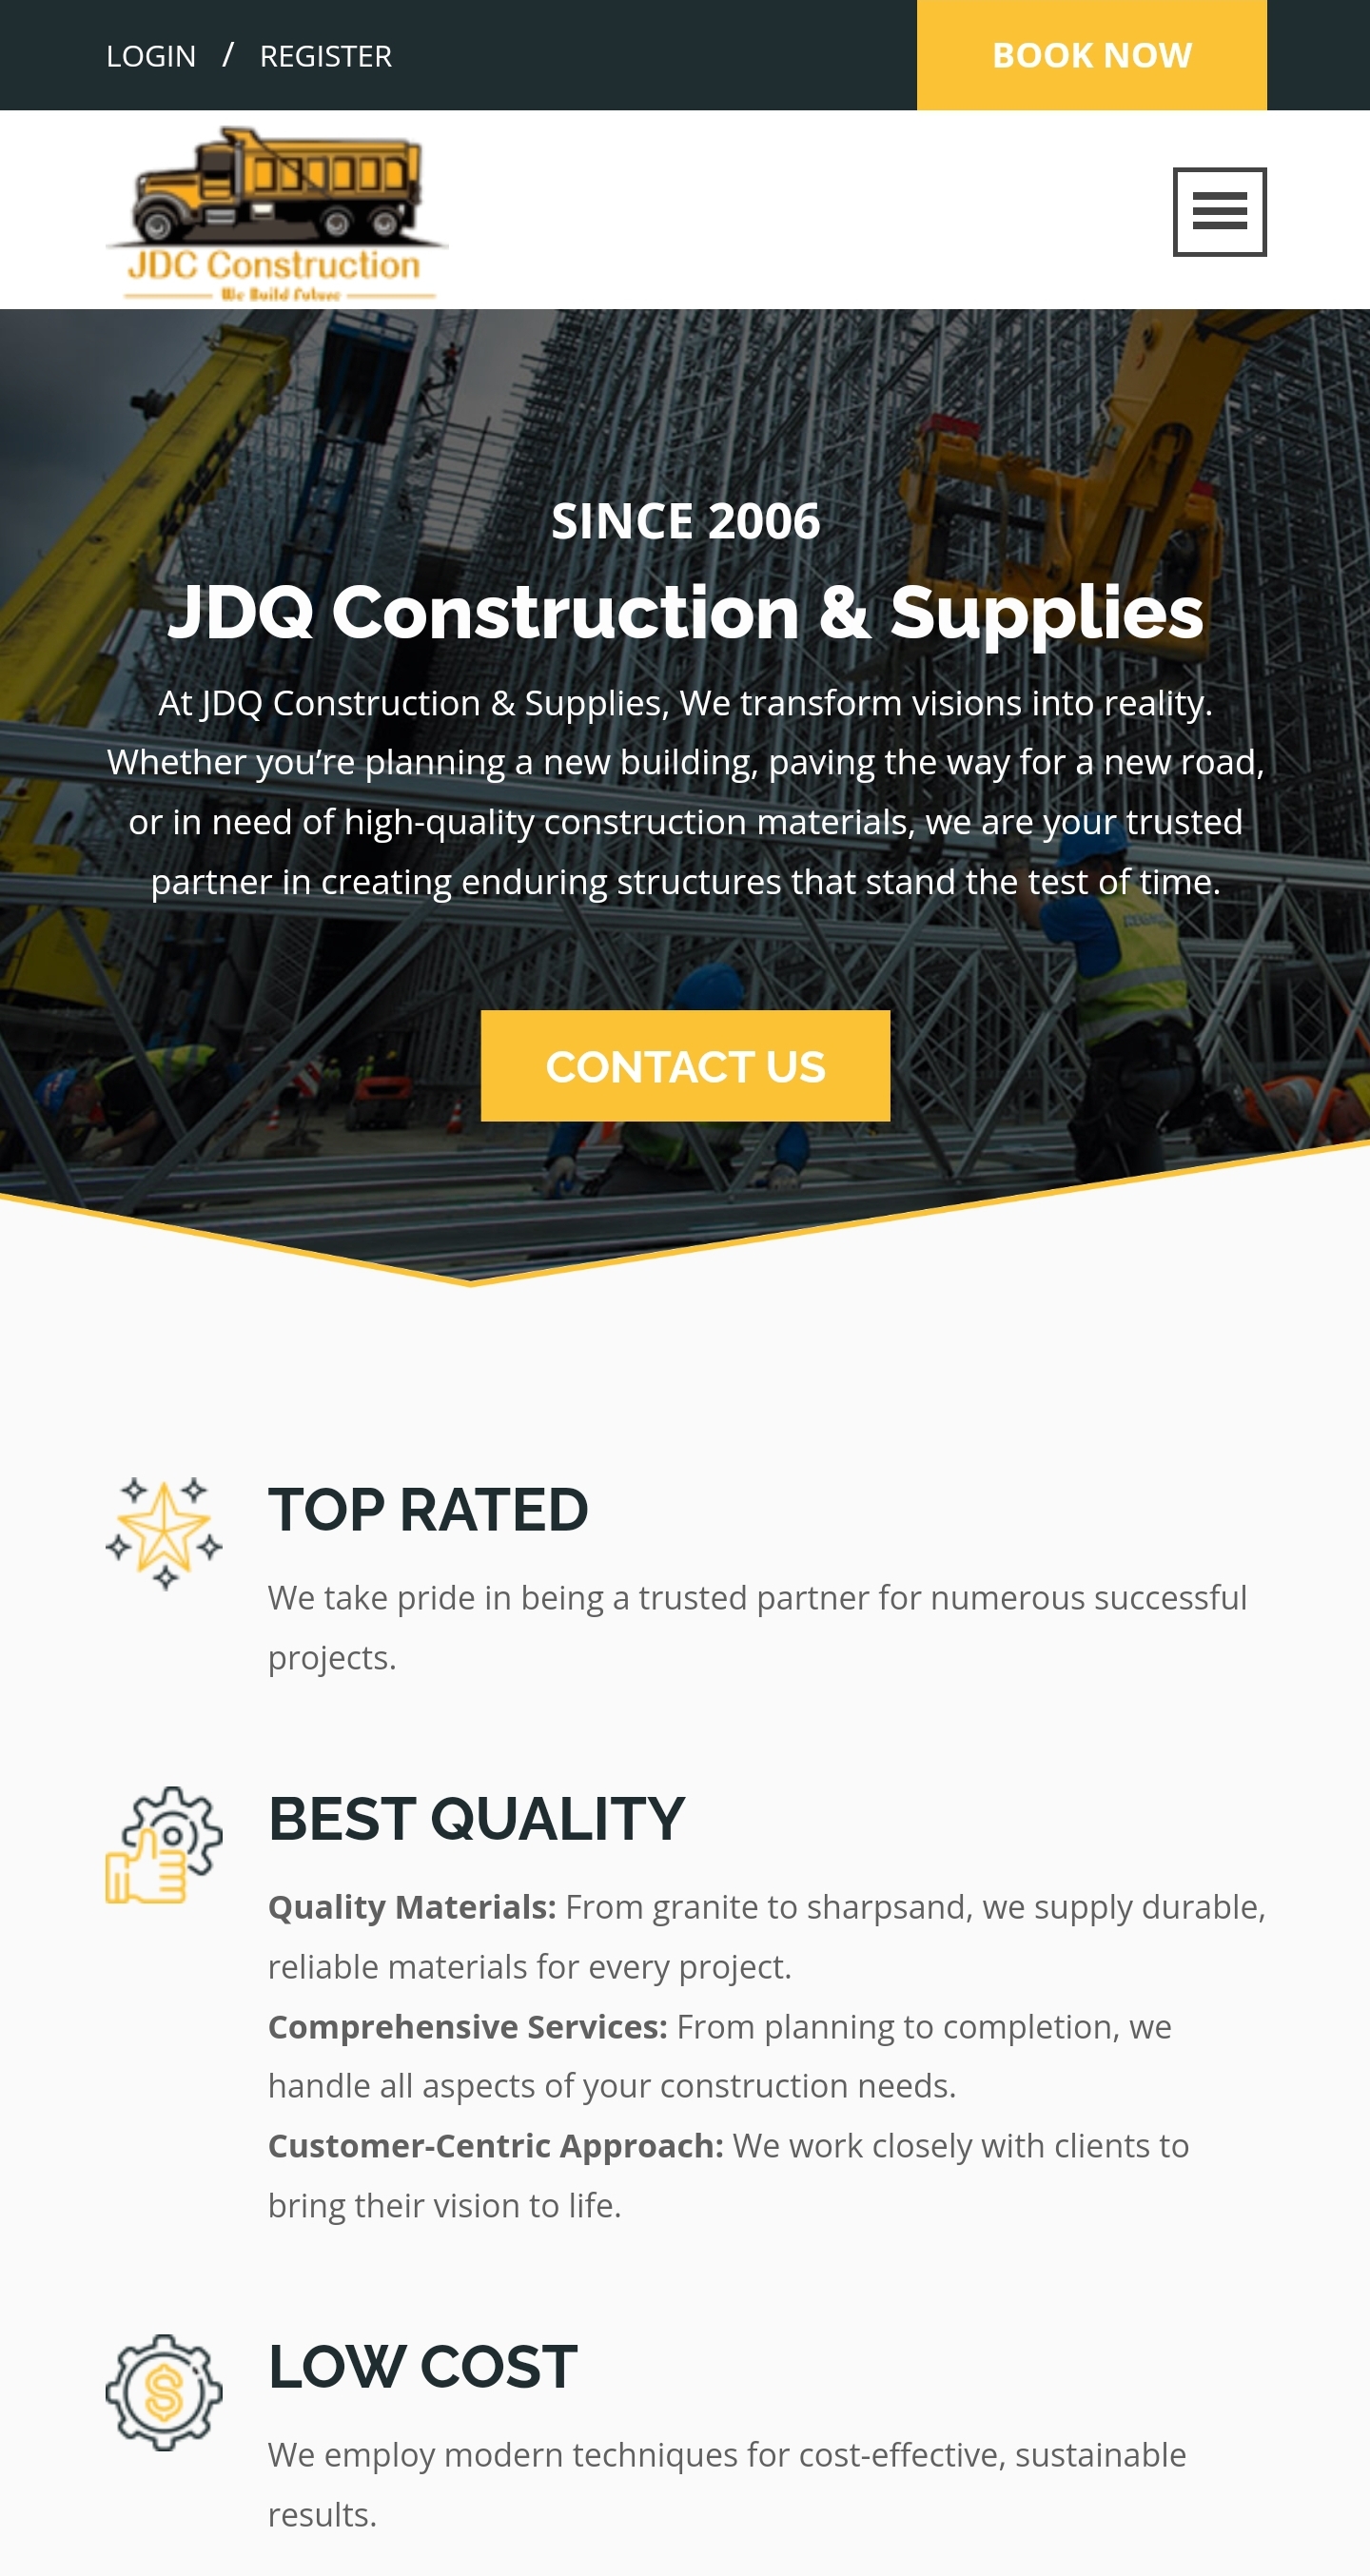 LOGIN / REGISTER
BOOK NOW
JDC Construction
We Build Future
SINCE 2006
JDQ Construction & Supplies
At JDQ Construction & Supplies, We transform visions into reality.
Whether you’re planning a new building, paving the way for a new road,
or in need of high-quality construction materials, we are your trusted
partner in creating enduring structures that stand the test of time.
CONTACT US
TOP RATED
We take pride in being a trusted partner for numerous successful
projects.
BEST QUALITY
Quality Materials: From granite to sharpsand, we supply durable,
reliable materials for every project.
Comprehensive Services: From planning to completion, we
handle all aspects of your construction needs.
Customer-Centric Approach: We work closely with clients to
bring their vision to life.
LOW COST
We employ modern techniques for cost-effective, sustainable
results.